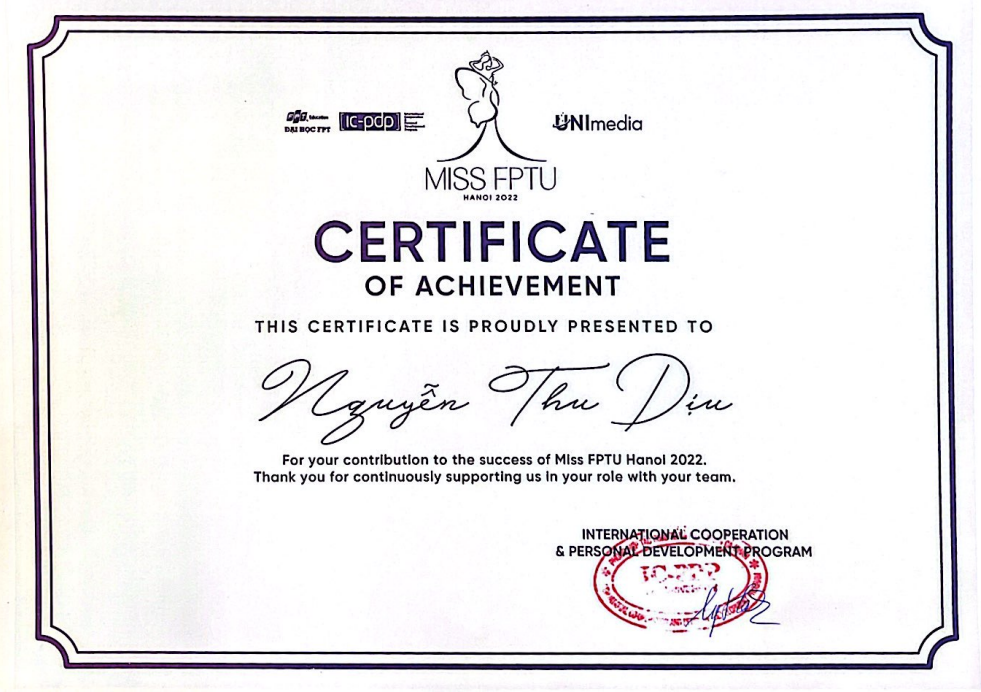 FPT Education
ĐẠI HỌC FPT
IC-PDP
UNImedia
MISS FPTU
HANOI 2022
CERTIFICATE
OF ACHIEVEMENT
THIS CERTIFICATE IS PROUDLY PRESENTED TO
Nguyễn Thu Dịu
For your contribution to the success of Miss FPTU Hanoi 2022.
Thank you for continuously supporting us in your role with your team.
INTERNATIONAL COOPERATION
& PERSONAL DEVELOPMENT PROGRAM
IC-PDP